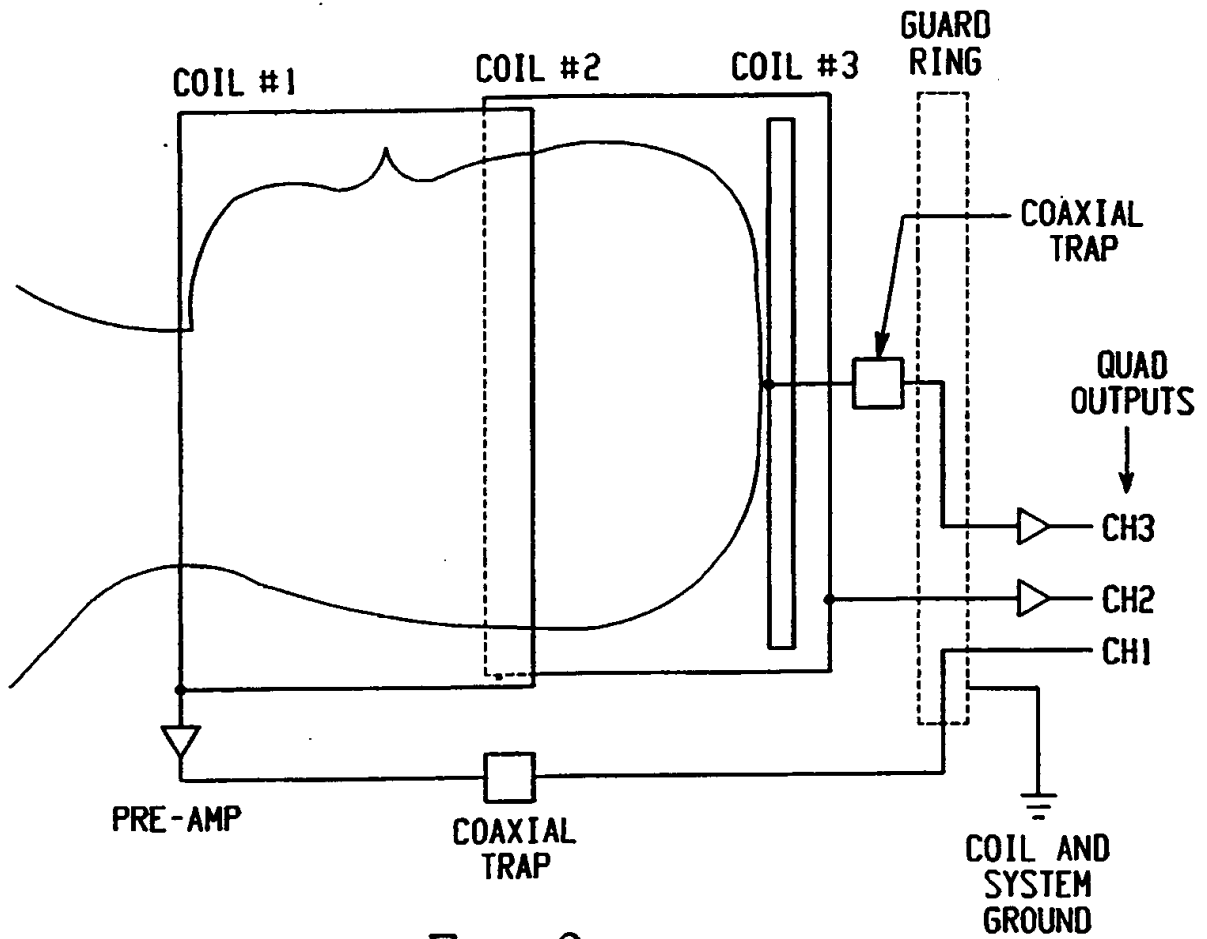 GUARD
RING
COIL #1
COIL #2
COIL #3
COAXIAL
TRAP
QUAD
OUTPUTS
CH3
CH2
CH1
PRE-AMP
COAXIAL
TRAP
COIL AND
SYSTEM
GROUND